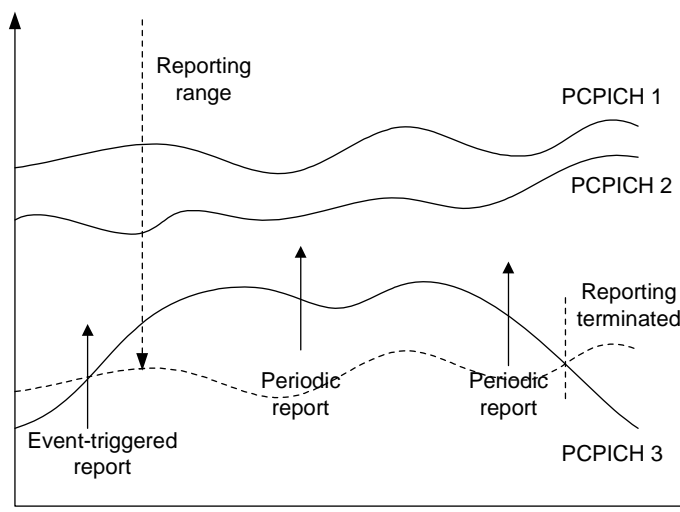 Reporting
range
PCPICH 1
PCPICH 2
Reporting
terminated
Periodic
report
Periodic
report
Event-triggered
report
PCPICH 3